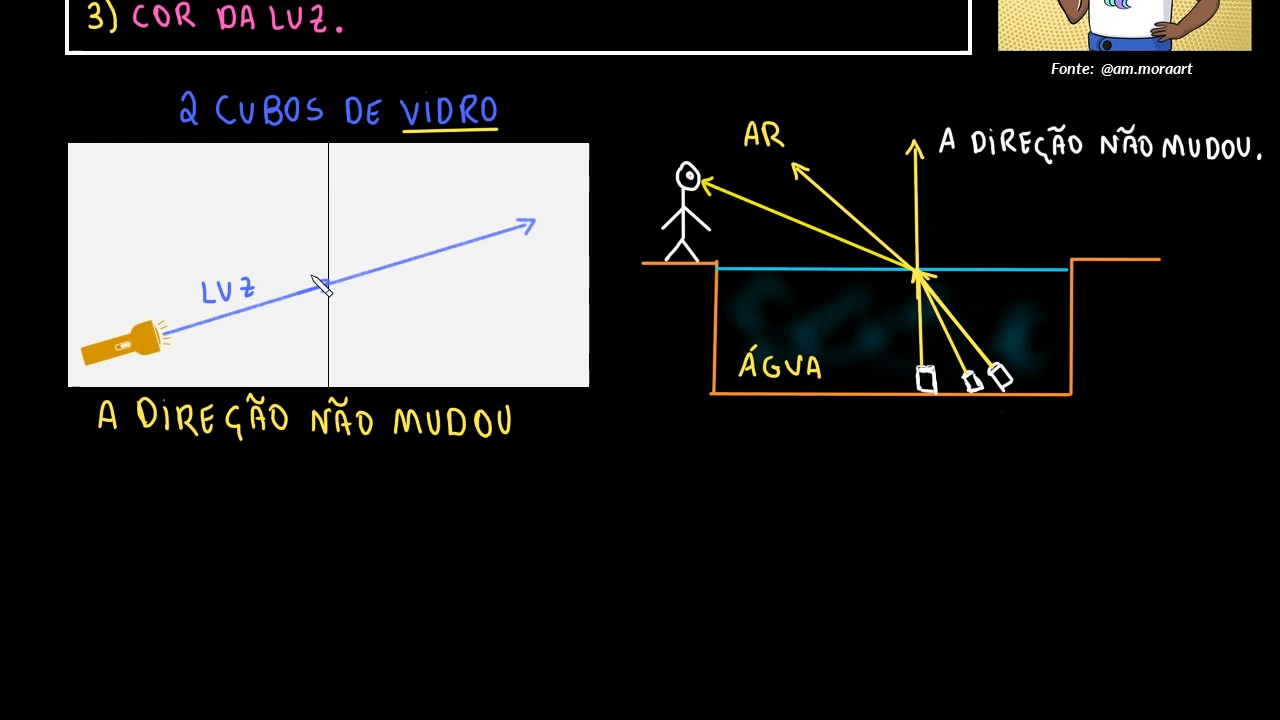 3) COR DA LUZ.
Fonte: @am.moraart
2 CUBOS DE VIDRO
AR
A DIREÇÃO NÃO MUDOU.
LUZ
ÁGUA
A DIREÇÃO NÃO MUDOU